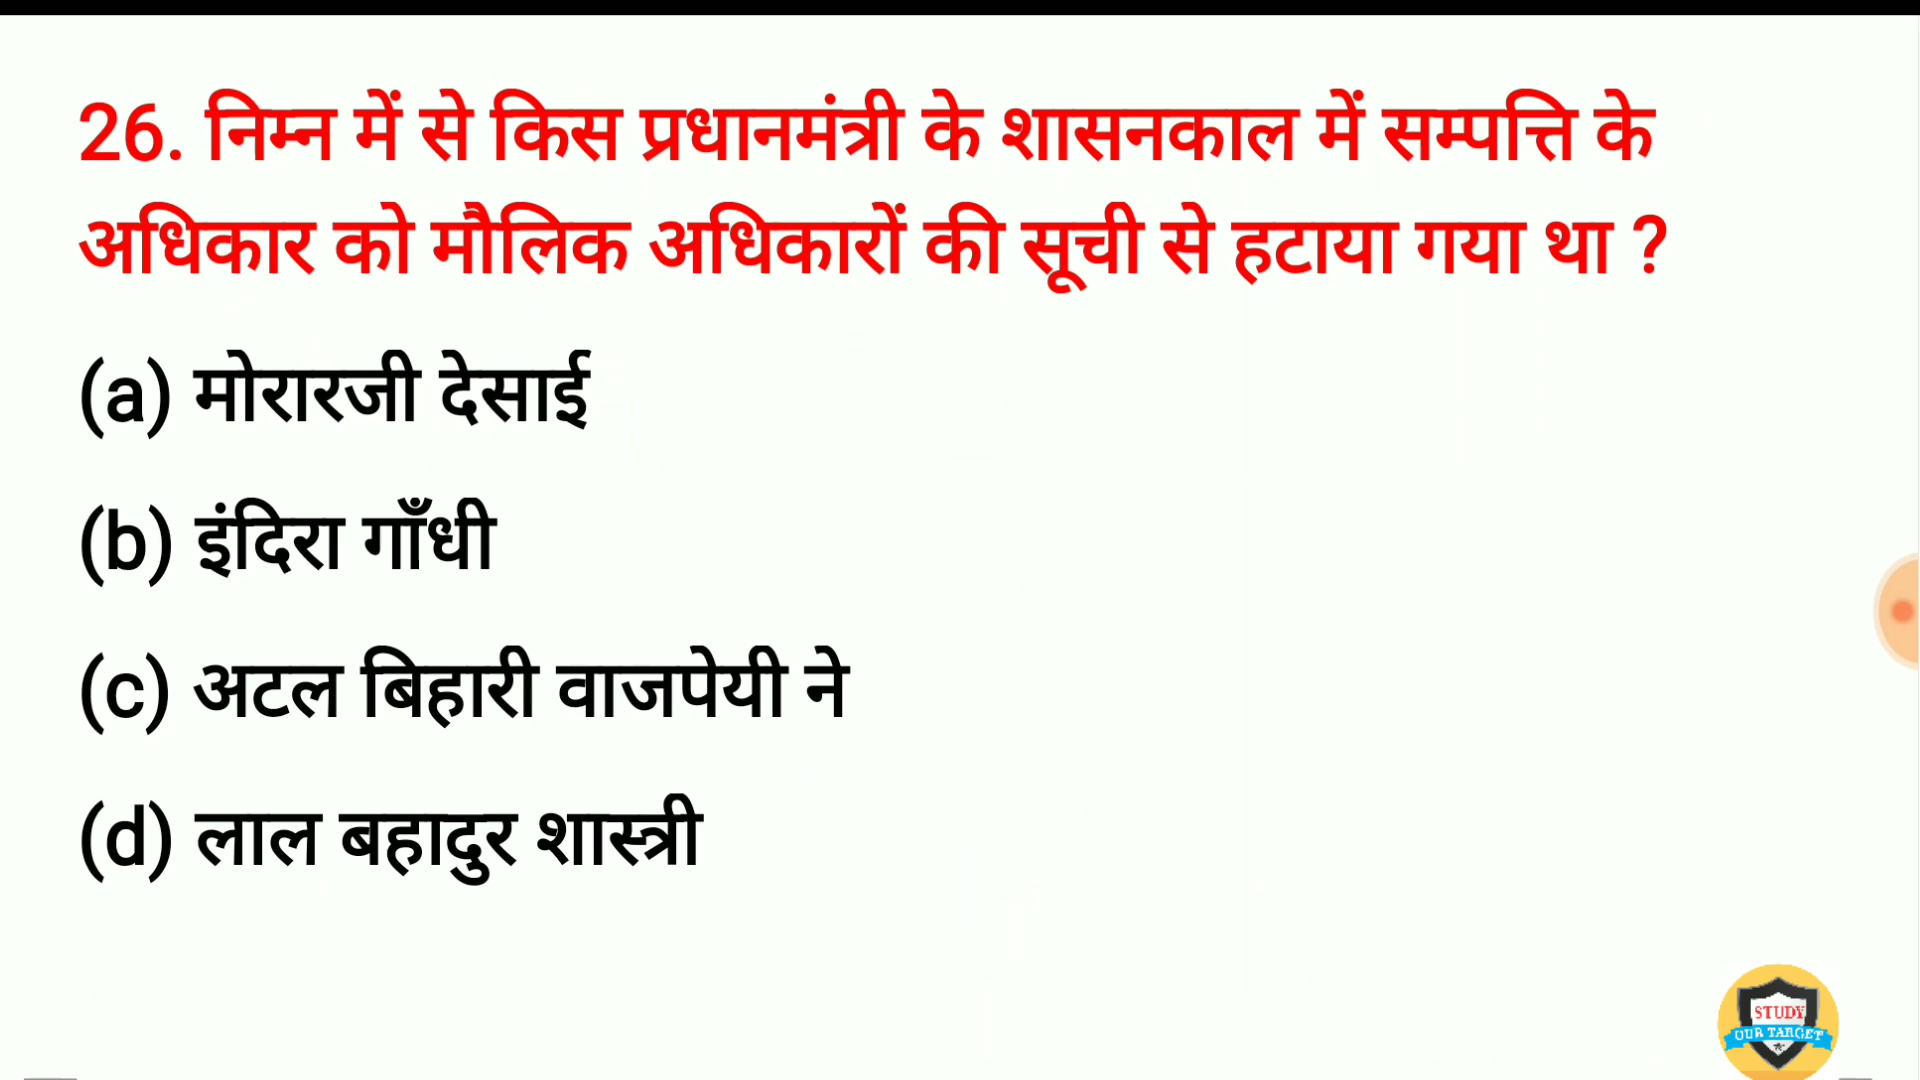 26. निम्न में से किस प्रधानमंत्री के शासनकाल में सम्पत्ति के
अधिकार को मौलिक अधिकारों की सूची से हटाया गया था ?
(a) मोरारजी देसाई
(b) इंदिरा गाँधी
(c) अटल बिहारी वाजपेयी ने
(d) लाल बहादुर शास्त्री
STUDY
OUR TARGET